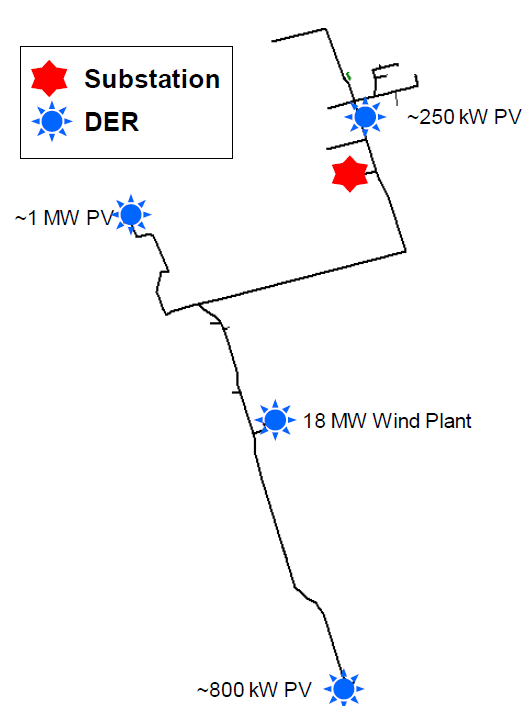 Substation
DER
~250 kW PV
~1 MW PV
18 MW Wind Plant
~800 kW PV